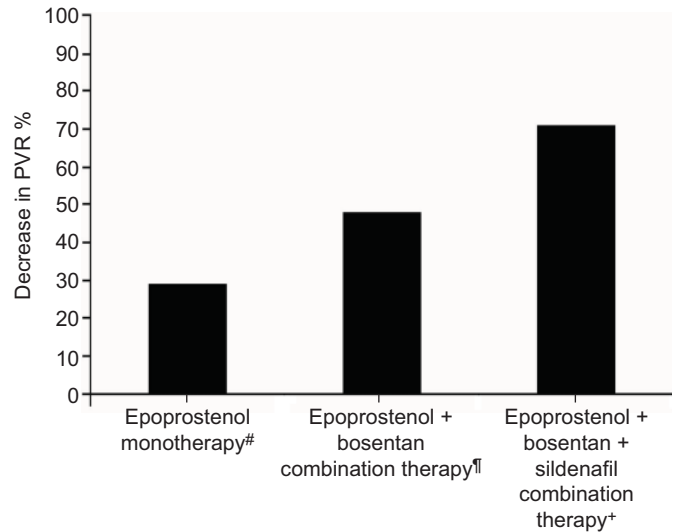 Decrease in PVR %
100
90
80
70
60
50
40
30
20
10
0
Epoprostenol
monotherapy#
Epoprostenol +
bosentan
combination therapy¶
Epoprostenol +
bosentan +
sildenafil
combination
therapy+